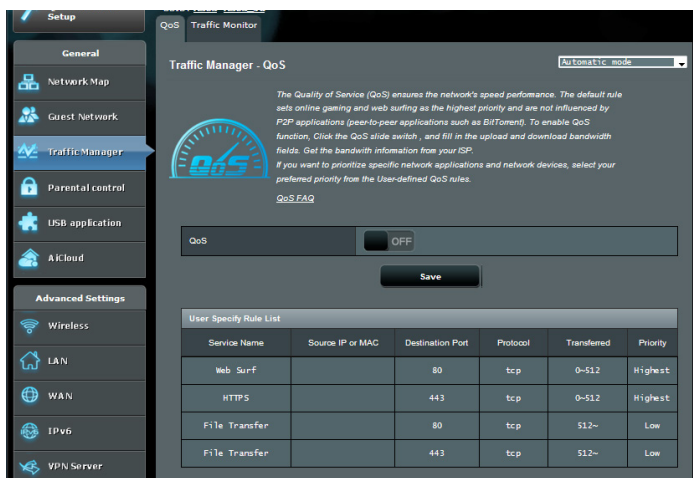 Setup
QoS
Traffic Monitor
General
Network Map
Guest Network
Traffic Manager
Parental control
USB application
AiCloud
Advanced Settings
Wireless
LAN
WAN
IPv6
VPN Server
Traffic Manager - QoS
Automatic mode
The Quality of Service (QoS) ensures the network's speed performance. The default rule
sets online gaming and web surfing as the highest priority and are not influenced by
P2P applications (peer-to-peer applications such as BitTorrent). To enable QoS
function, Click the QoS slide switch , and fill in the upload and download bandwidth
fields. Get the bandwith information from your ISP.
If you want to prioritize specific network applications and network devices, select your
preferred priority from the User-defined QoS rules.
QoS FAQ
QoS
QoS
OFF
Save
User Specify Rule List
Service Name Source IP or MAC Destination Port Protocol Transferred Priority
Web Surf 80 tcp 0~512 Highest
HTTPS 443 tcp 0~512 Highest
File Transfer 80 tcp 512~ Low
File Transfer 443 tcp 512~ Low